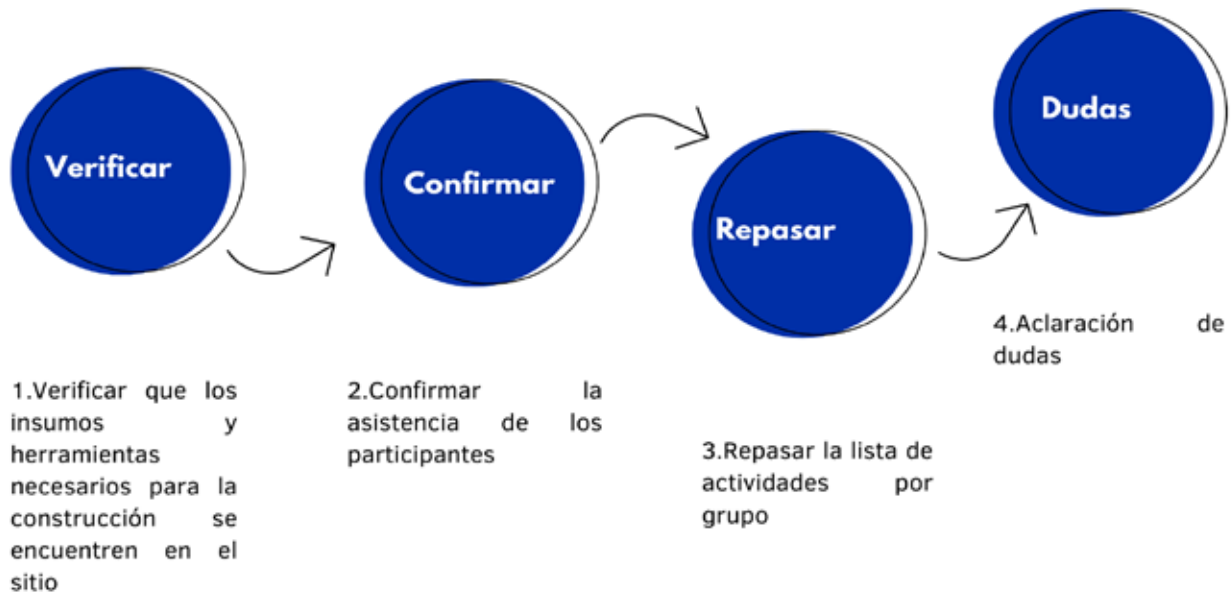 Verificar
Confirmar
Repasar
Dudas
1.Verificar que los
insumos y
herramientas
necesarios para la
construcción se
encuentren en el
sitio
2.Confirmar la
asistencia de los
participantes
3.Repasar la lista de
actividades por
grupo
4.Aclaración de
dudas